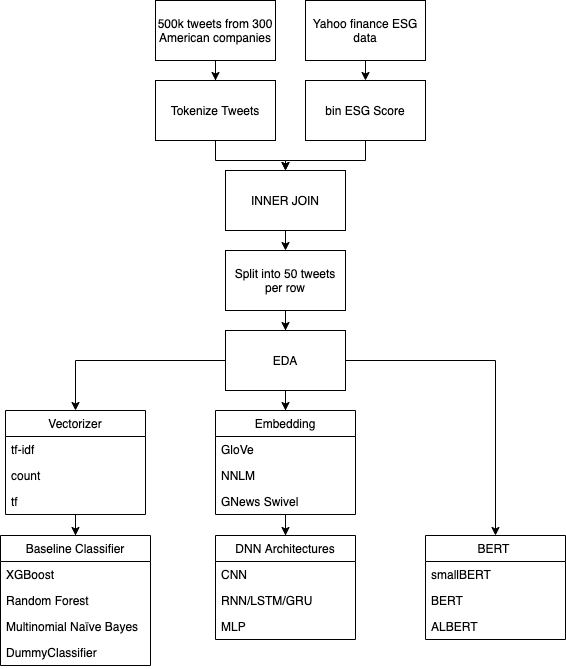 500k tweets from 300
American companies
Yahoo finance ESG
data
Tokenize Tweets
bin ESG Score
INNER JOIN
Split into 50 tweets
per row
EDA
Vectorizer
tf-idf
count
tf
Embedding
GloVe
NNLM
GNews Swivel
Baseline Classifier
XGBoost
Random Forest
Multinomial Naïve Bayes
DummyClassifier
DNN Architectures
CNN
RNN/LSTM/GRU
MLP
BERT
smallBERT
BERT
ALBERT